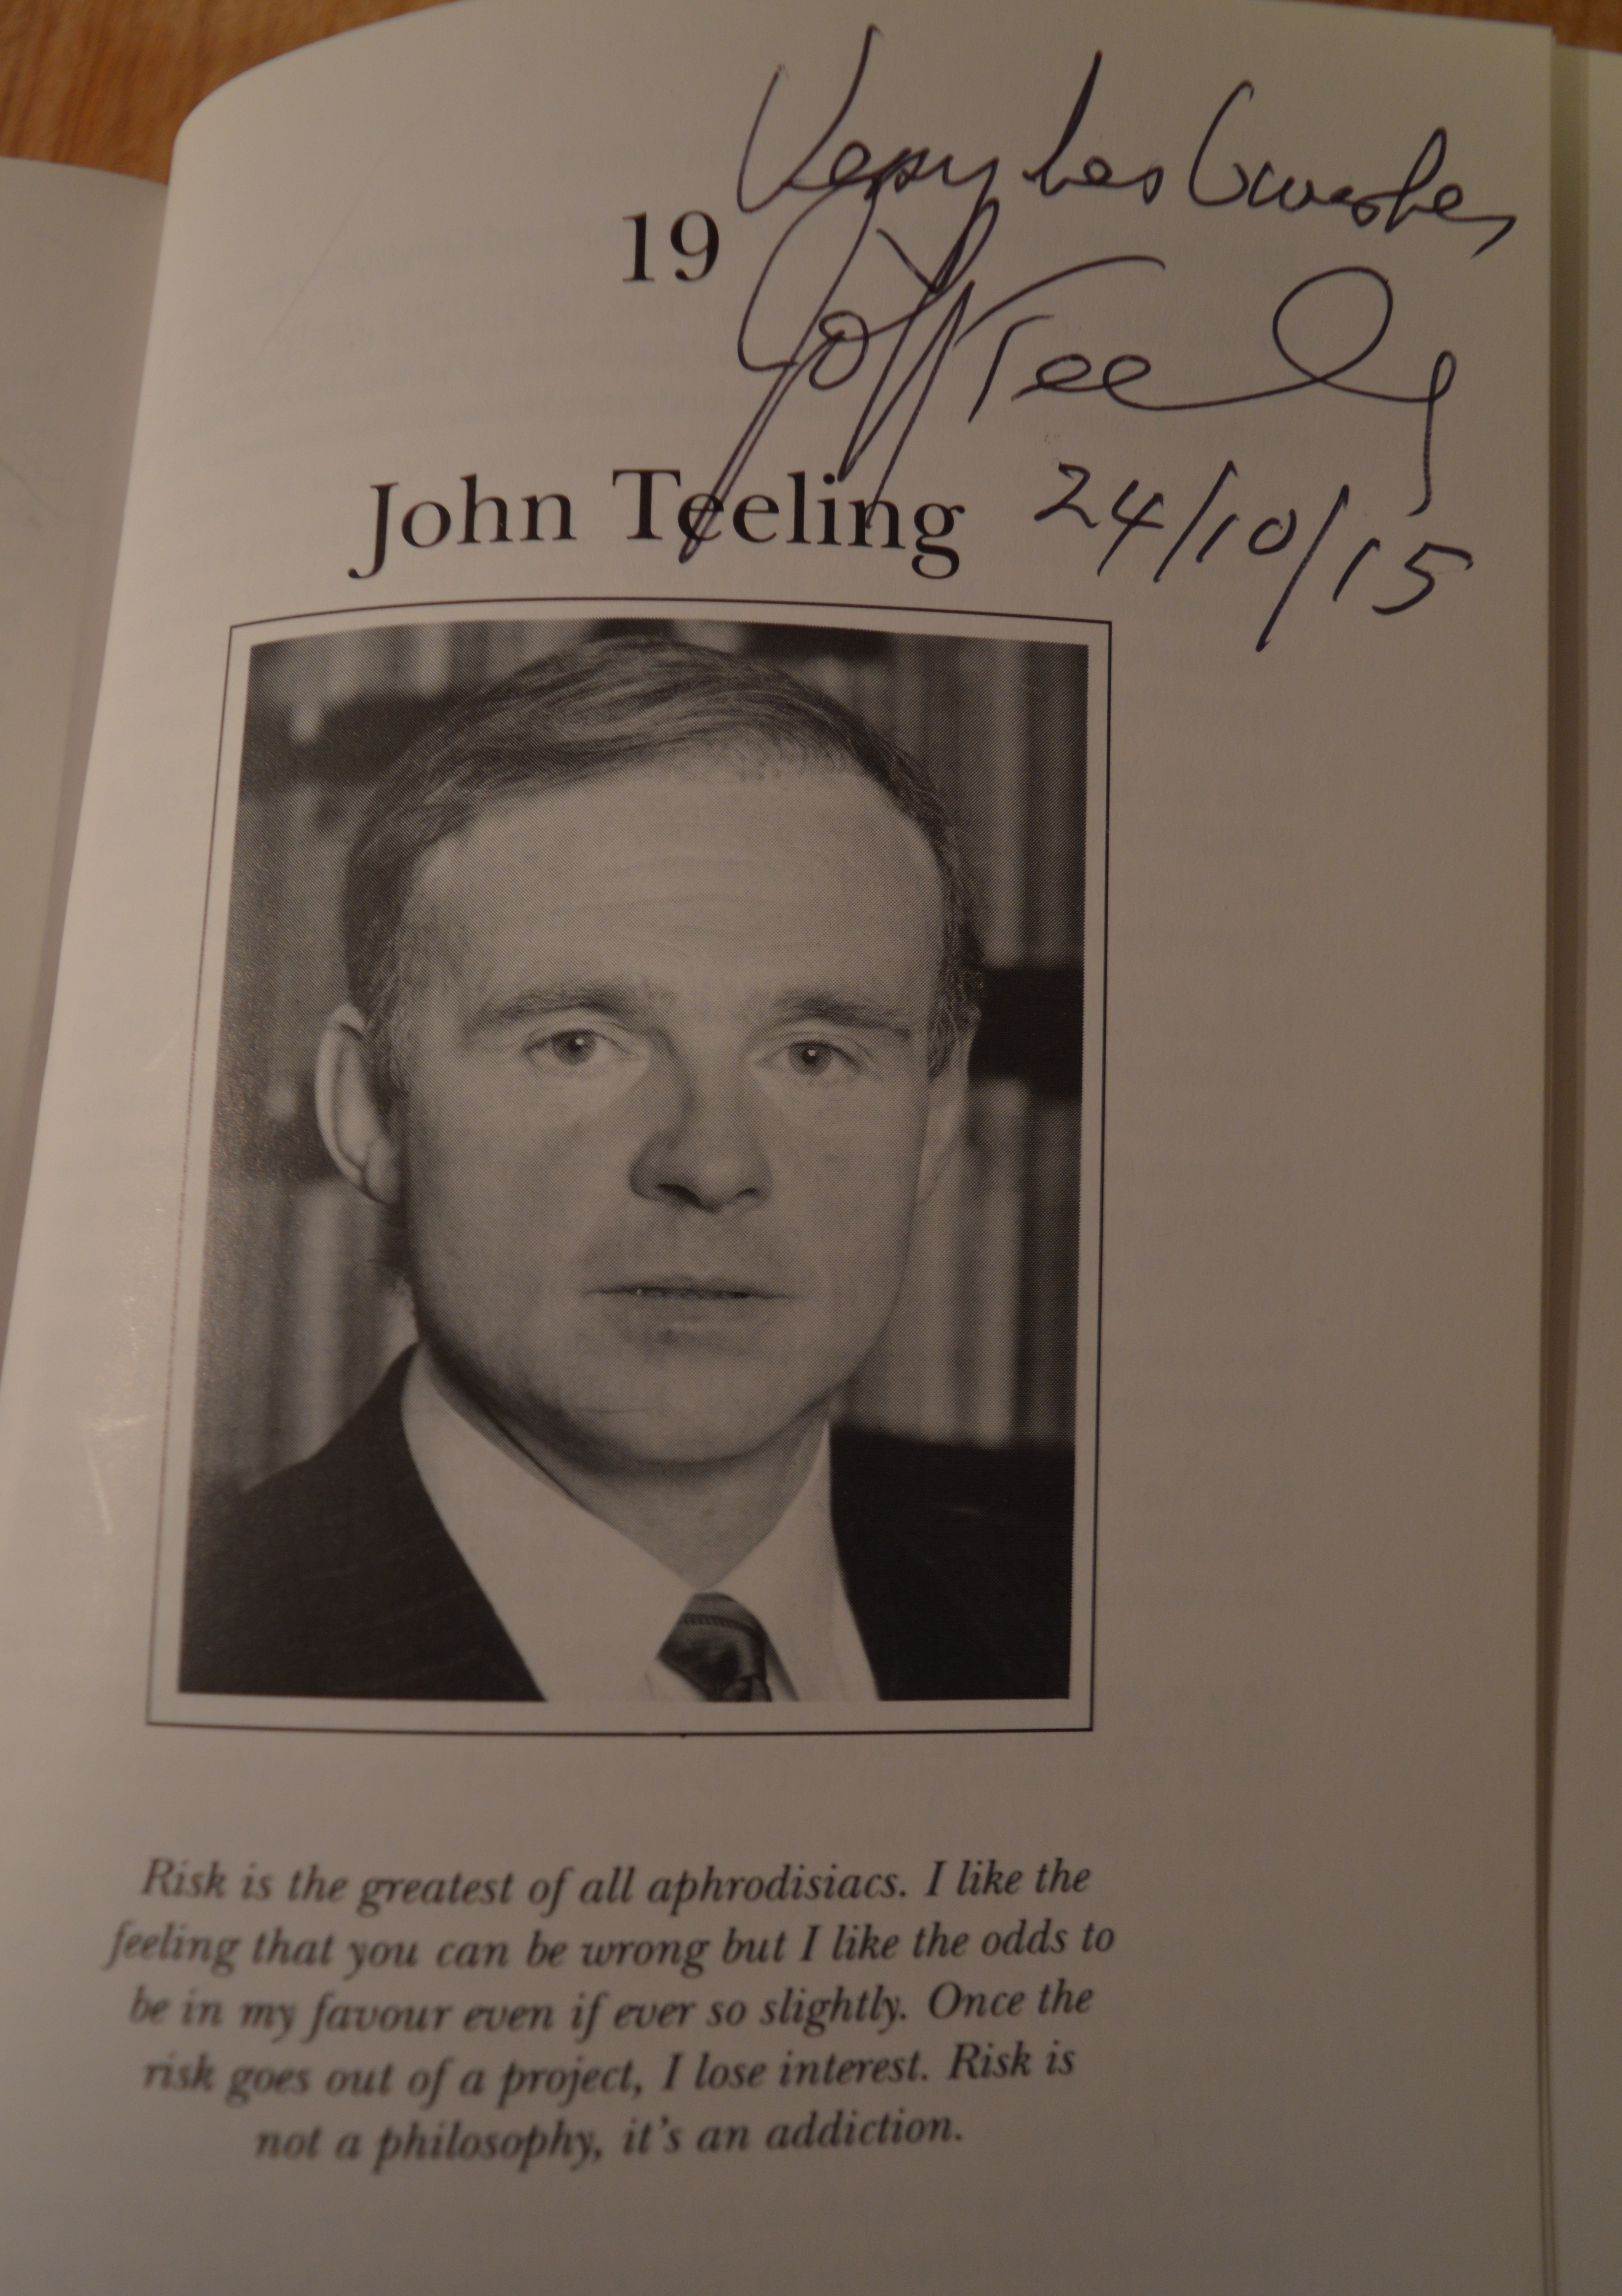 Very best wishes
19
John Teeling
John Teeling
24/10/15
Risk is the greatest of all aphrodisiacs. I like the
feeling that you can be wrong but I like the odds to
be in my favour even if ever so slightly. Once the
risk goes out of a project, I lose interest. Risk is
not a philosophy, it's an addiction.